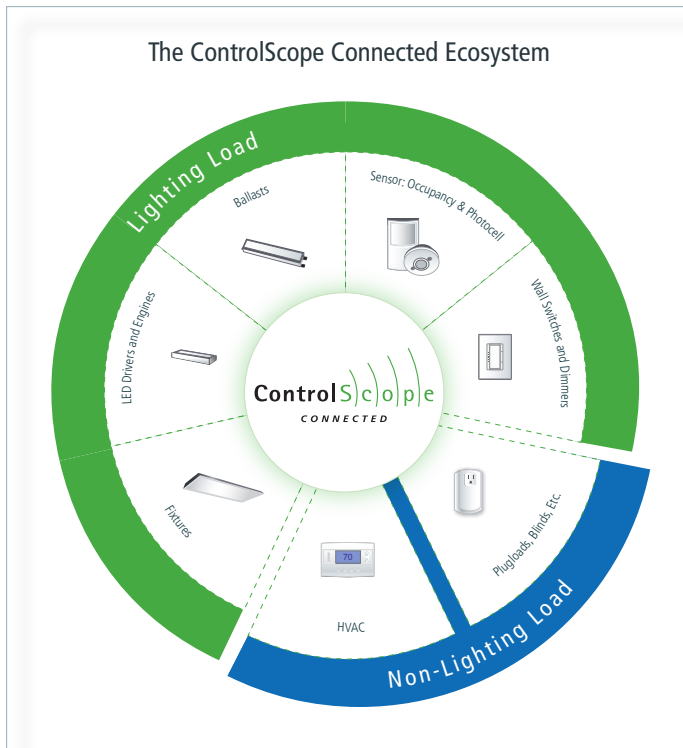 The ControlScope Connected Ecosystem
Lighting Load
Ballasts
Sensor: Occupancy & Photocell
Wall Switches and Dimmers
LED Drivers and Engines
Fixtures
ControlScope
CONNECTED
Plugloads, Blinds, Etc.
70
HVAC
Non-Lighting Load